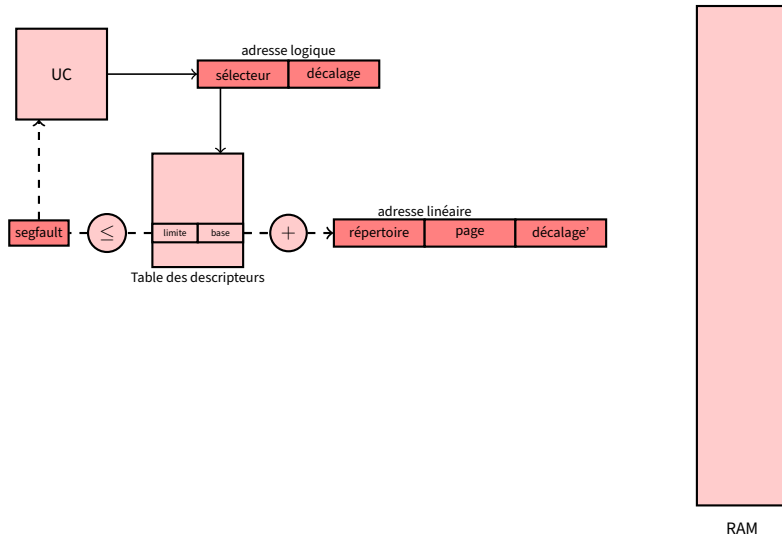 adresse logique
UC
sélecteur
décalage
adresse linéaire
segfault
≤
limite
base
+
répertoire
page
décalage'
Table des descripteurs
RAM